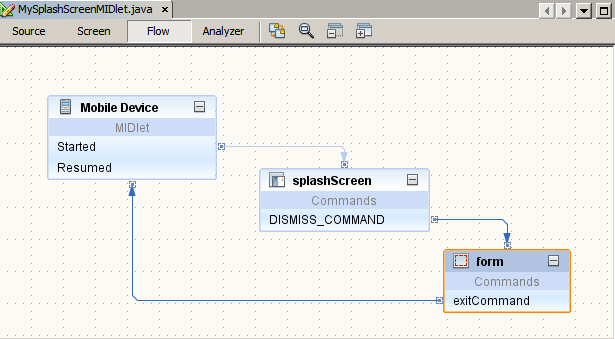 MySplashScreenMIDlet.java
Source Screen Flow Analyzer
Mobile Device
MIDlet
Started
Resumed
splashScreen
Commands
DISMISS_COMMAND
form
Commands
exitCommand